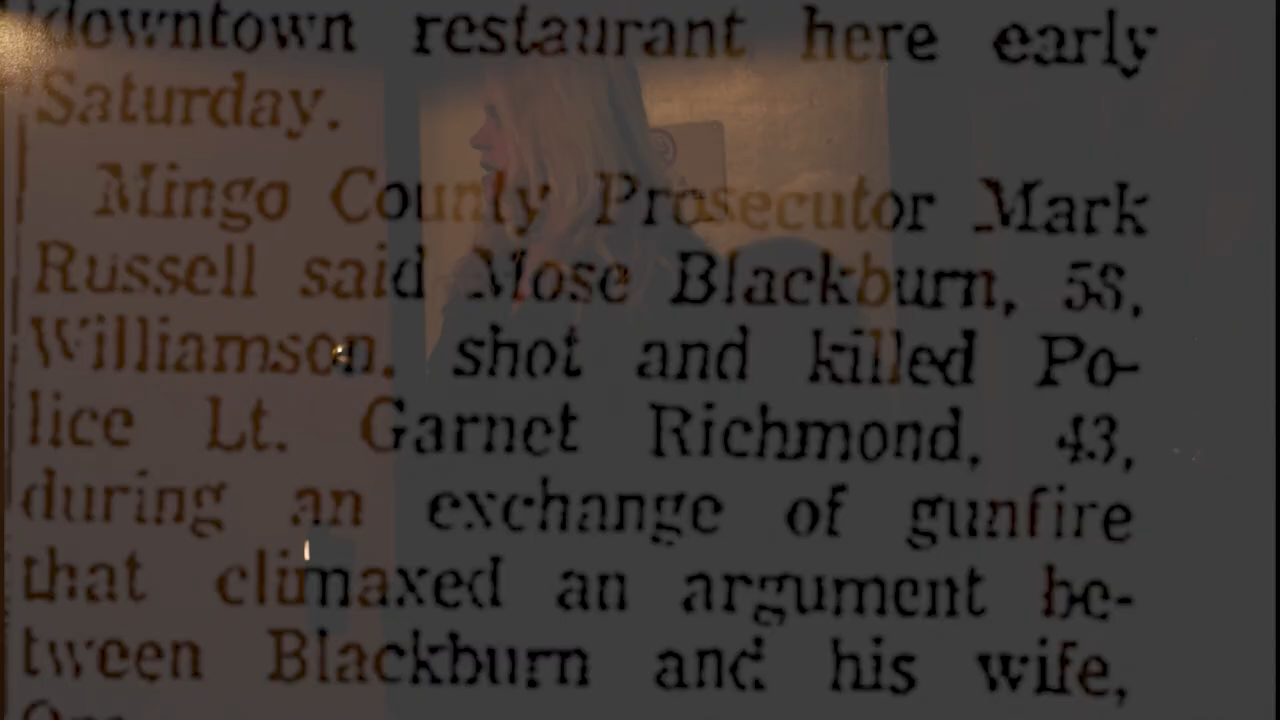 downtown restaurant here early
Saturday.
Mingo County Prosecutor Mark
Russell said Mose Blackburn, 58,
Williamson, shot and killed Po-
lice Lt. Garnet Richmond, 43,
during an exchange of gunfire
that climaxed an argument be-
tween Blackburn and his wife,